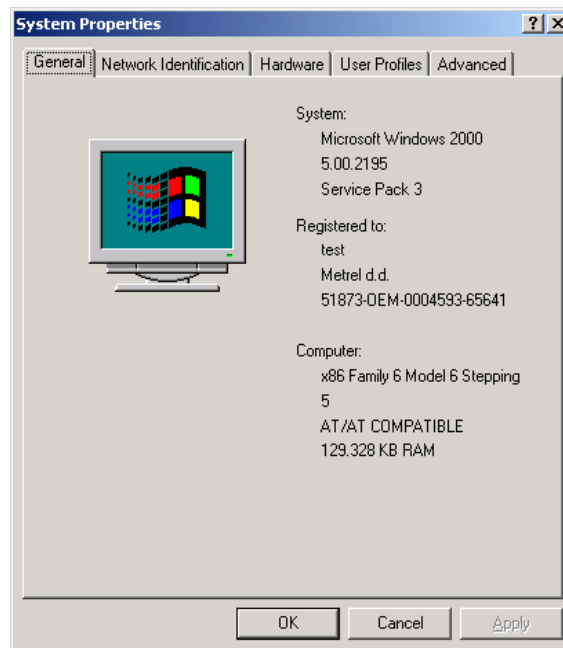 System Properties
General
Network Identification
Hardware
User Profiles
Advanced
System:
Microsoft Windows 2000
5.00.2195
Service Pack 3
Registered to:
test
Metrel d.d.
51873-OEM-0004593-65641
Computer:
x86 Family 6 Model 6 Stepping
5
AT/AT COMPATIBLE
129.328 KB RAM
OK
Cancel
Apply